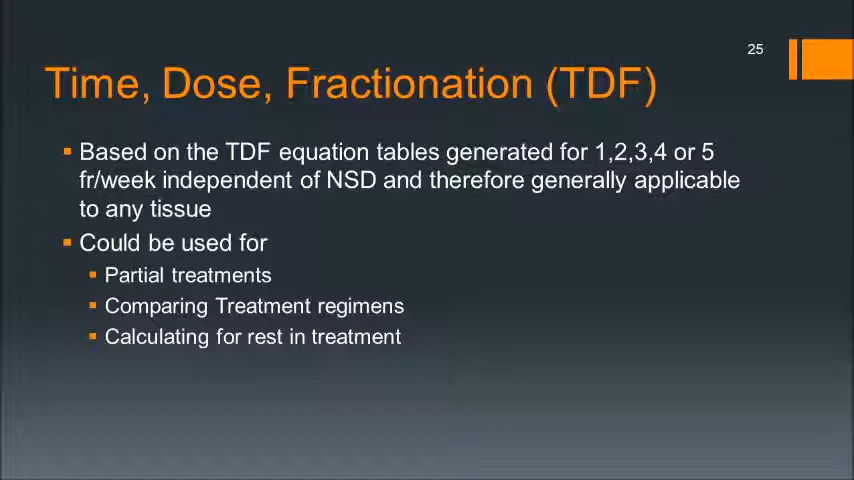 25
Time, Dose, Fractionation (TDF)
Based on the TDF equation tables generated for 1,2,3,4 or 5
fr/week independent of NSD and therefore generally applicable
to any tissue
Could be used for
Partial treatments
Comparing Treatment regimens
Calculating for rest in treatment